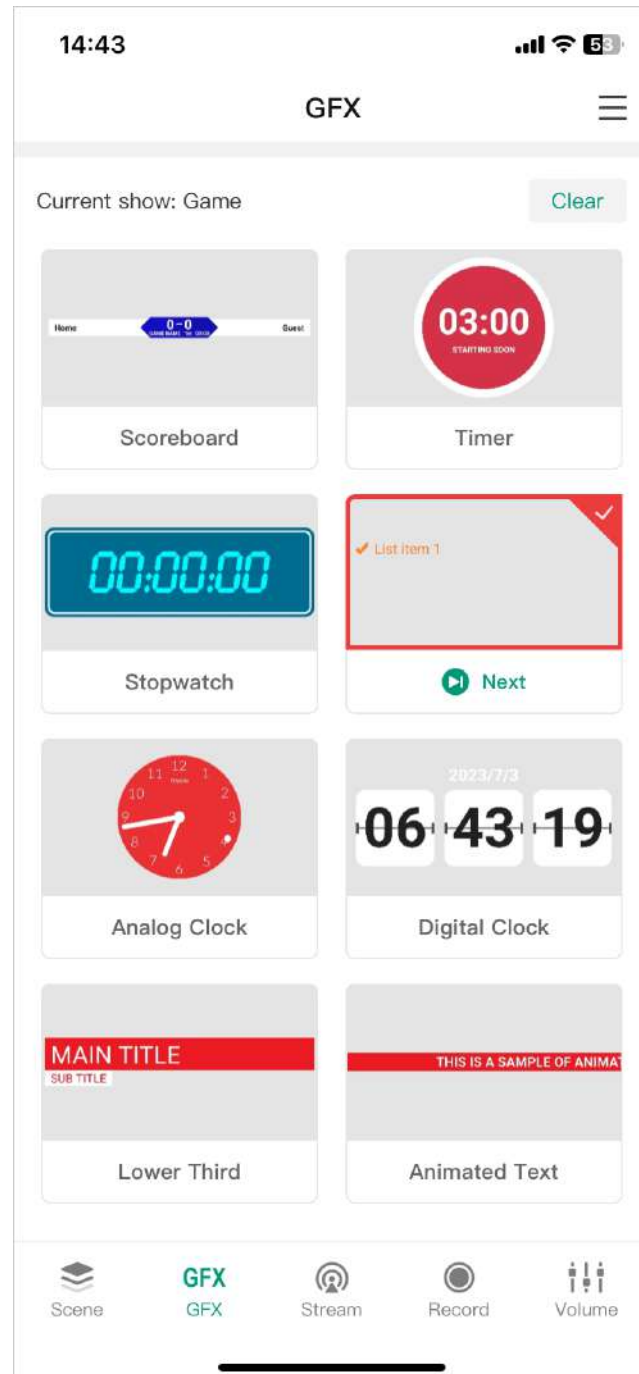 14:43
53
GFX
Current show: Game
Clear
Home
0-0
Guest
03:00
STARTING SOON
Scoreboard
Timer
00:00:00
List item 1
Stopwatch
Next
12
11
1
10
2
9
3
8
4
7
5
6
2023/7/3
06 43 19
Analog Clock
Digital Clock
MAIN TITLE
SUB TITLE
THIS IS A SAMPLE OF ANIMAT
Lower Third
Animated Text
Scene
GFX
GFX
Stream
Record
Volume